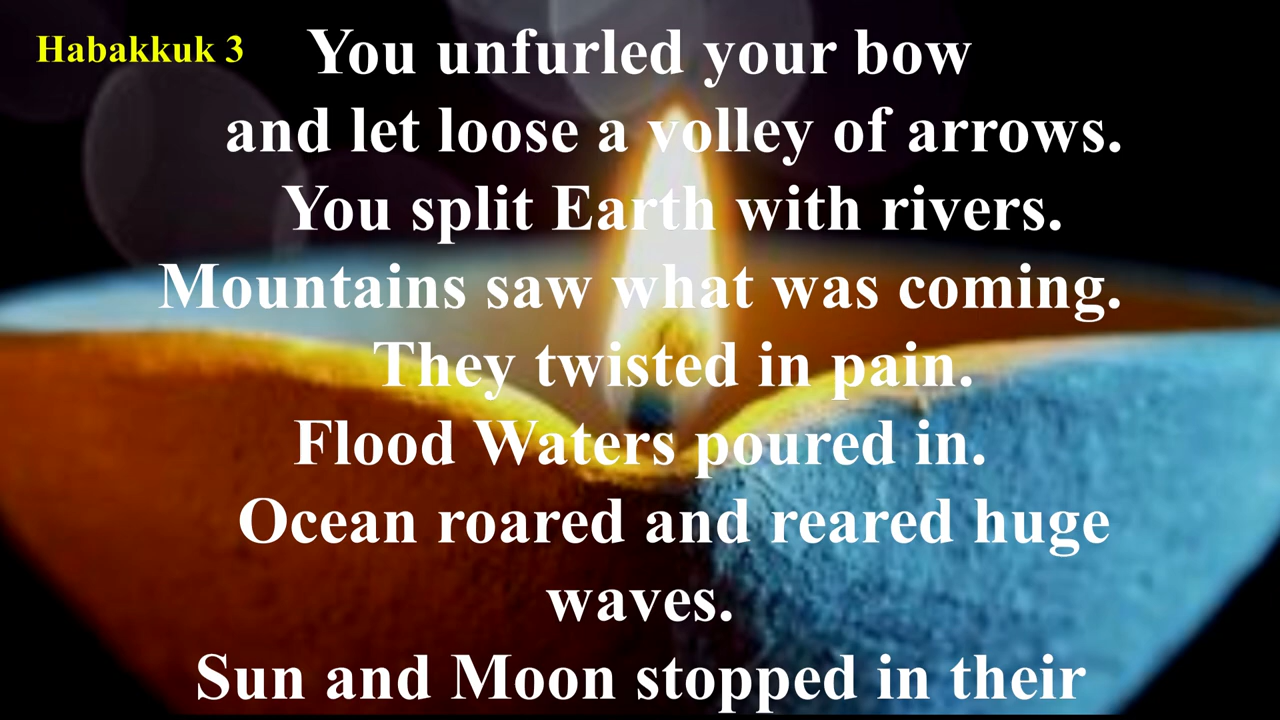 Habakkuk 3
You unfurled your bow
and let loose a volley of arrows.
You split Earth with rivers.
Mountains saw what was coming.
They twisted in pain.
Flood Waters poured in.
Ocean roared and reared huge
waves.
Sun and Moon stopped in their